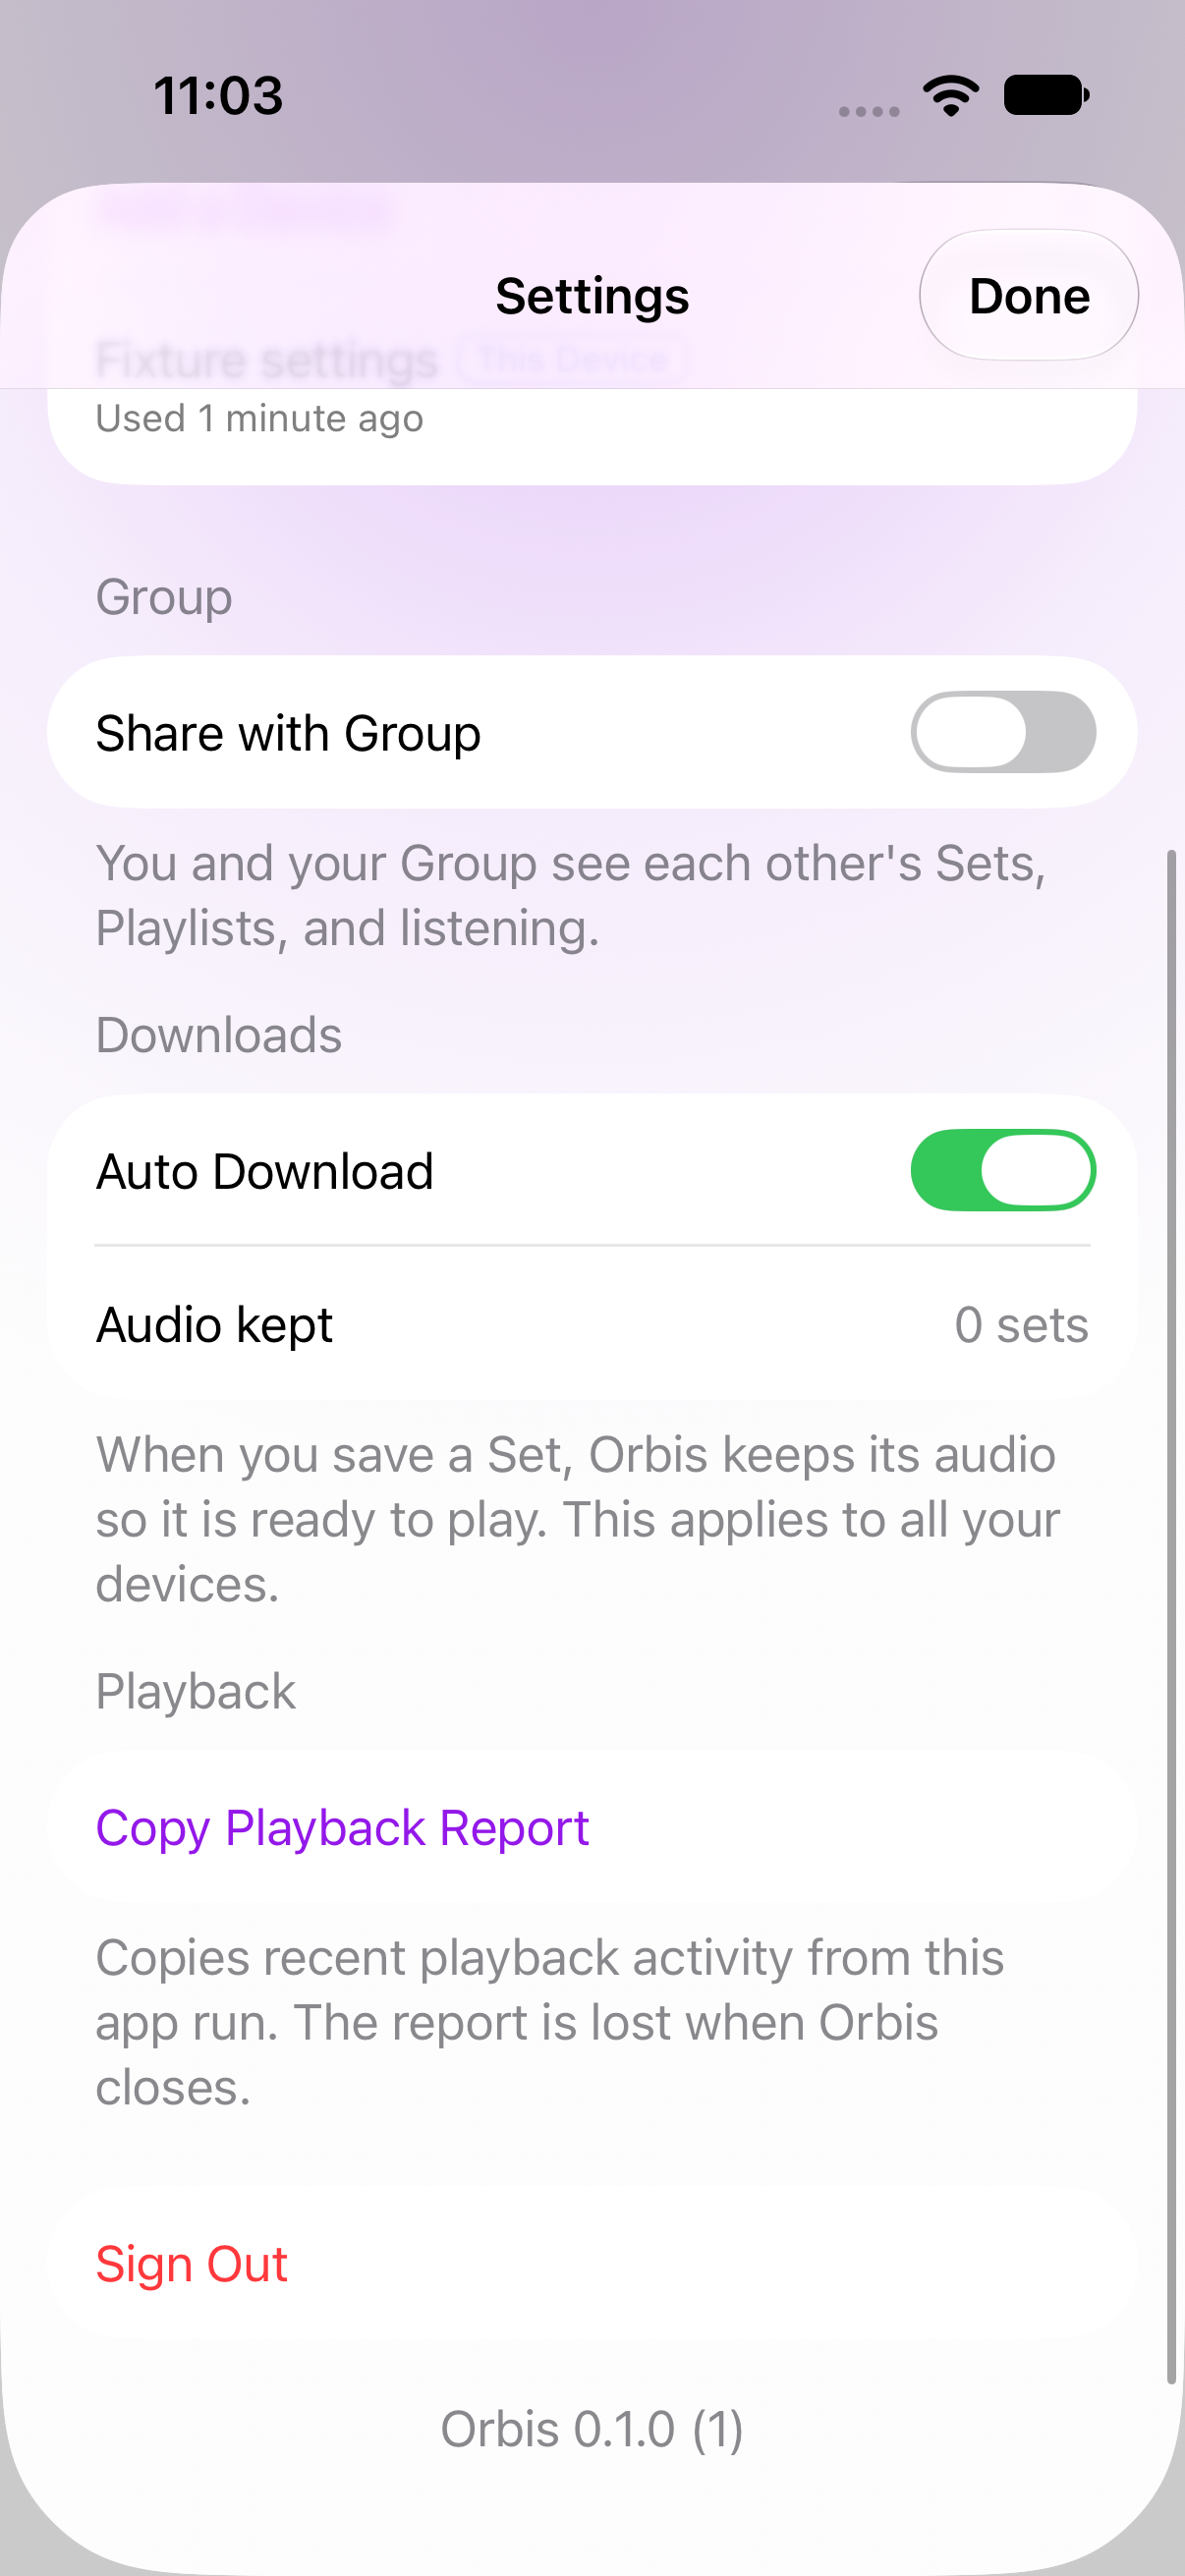 11:03
Settings
Done
Fixture settings This Device
Used 1 minute ago
Group
Share with Group
You and your Group see each other's Sets,
Playlists, and listening.
Downloads
Auto Download
Audio kept 0 sets
When you save a Set, Orbis keeps its audio
so it is ready to play. This applies to all your
devices.
Playback
Copy Playback Report
Copies recent playback activity from this
app run. The report is lost when Orbis
closes.
Sign Out
Orbis 0.1.0 (1)